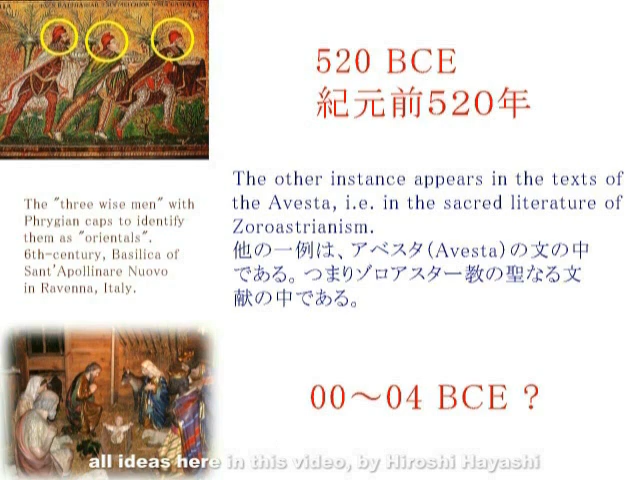 520 BCE
紀元前５２０年
The other instance appears in the texts of
the Avesta, i.e. in the sacred literature of
Zoroastrianism.
他の一例は、アベスタ（Avesta）の文の中
である。つまりゾロアスター教の聖なる文
献の中である。
The "three wise men" with
Phrygian caps to identify
them as "orientals".
6th-century, Basilica of
Sant'Apollinare Nuovo
in Ravenna, Italy.
00～04 BCE ?
all ideas here in this video, by Hiroshi Hayashi